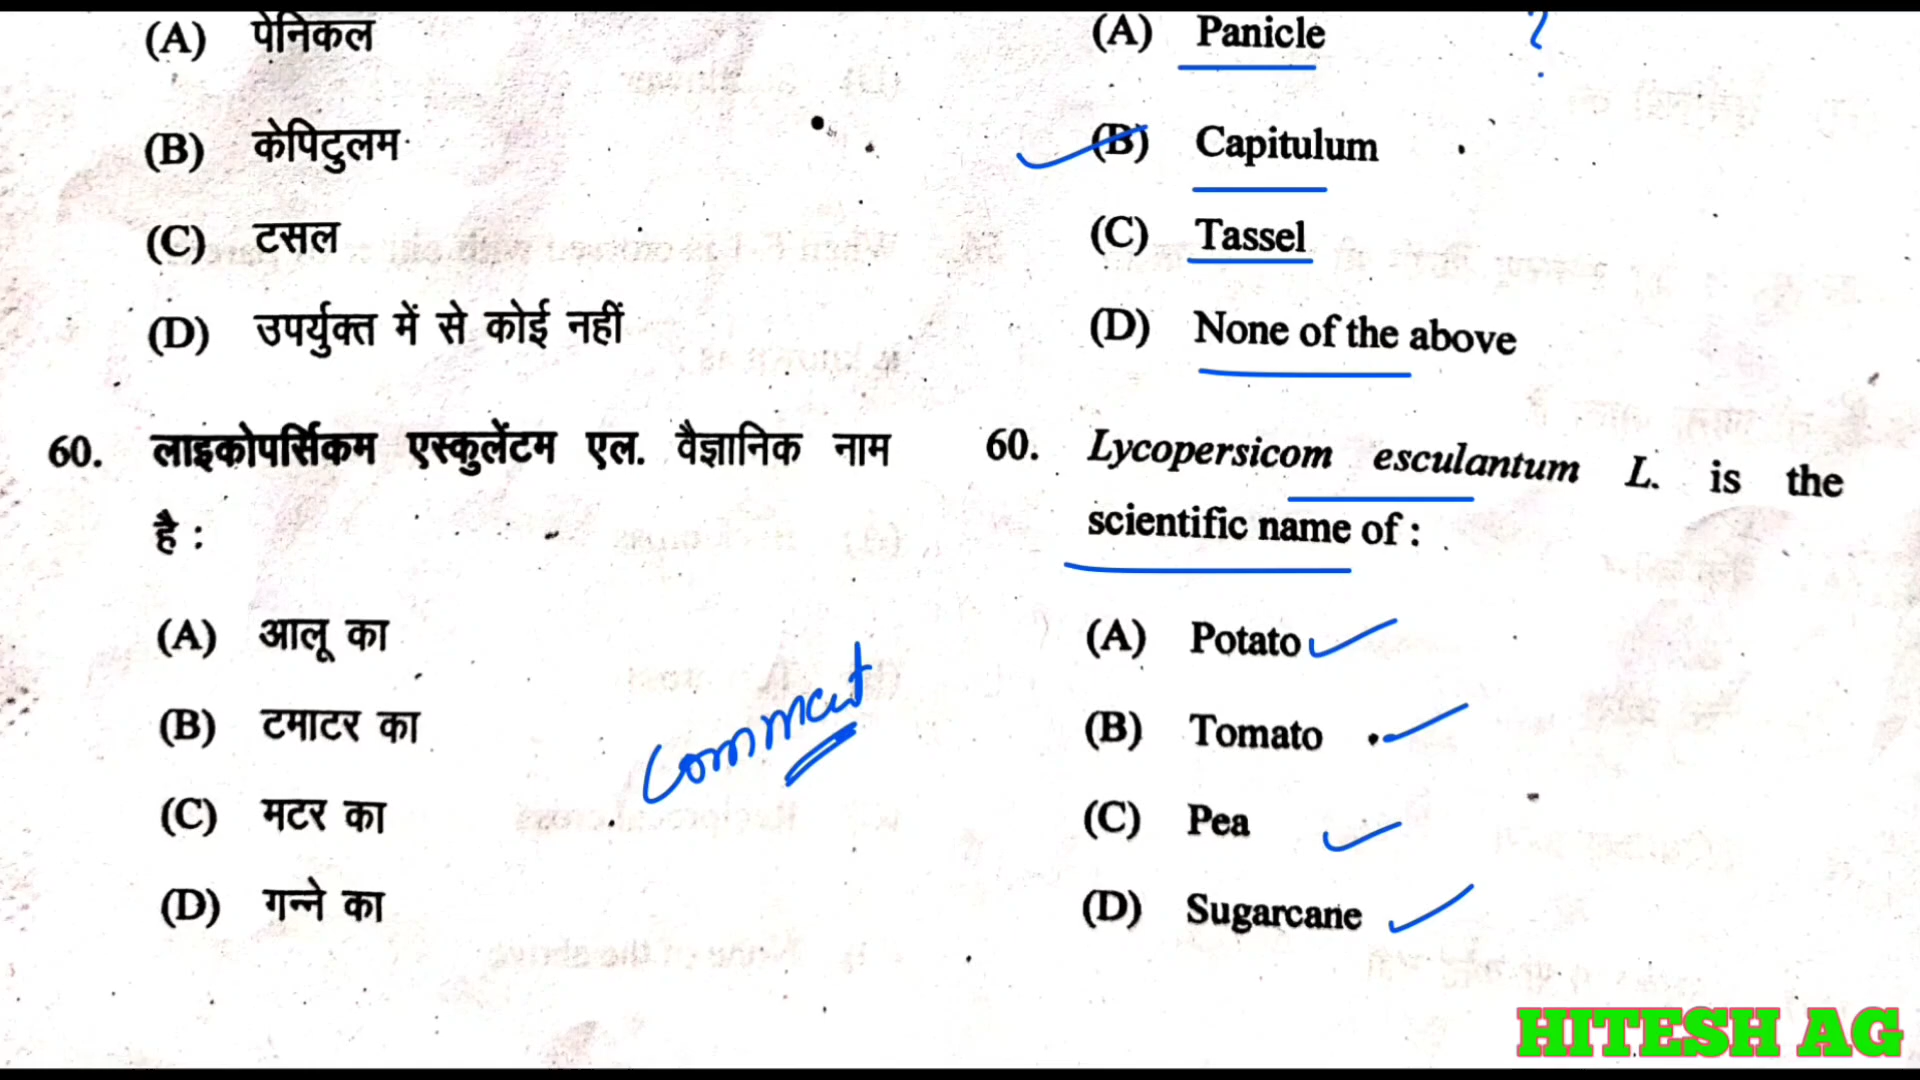 (A) पेनिकल
(B) केपिटुलम
(C) टसल
(D) उपर्युक्त में से कोई नहीं
60. लाइकोपर्सिकम एस्कुलेंटम एल. वैज्ञानिक नाम
है :
(A) आलू का
(B) टमाटर का
(C) मटर का
(D) गन्ने का
comment
(A) Panicle ?
(B) Capitulum
(C) Tassel
(D) None of the above
60. Lycopersicom esculantum L. is the
scientific name of :
(A) Potato
(B) Tomato
(C) Pea
(D) Sugarcane
HITESH AG